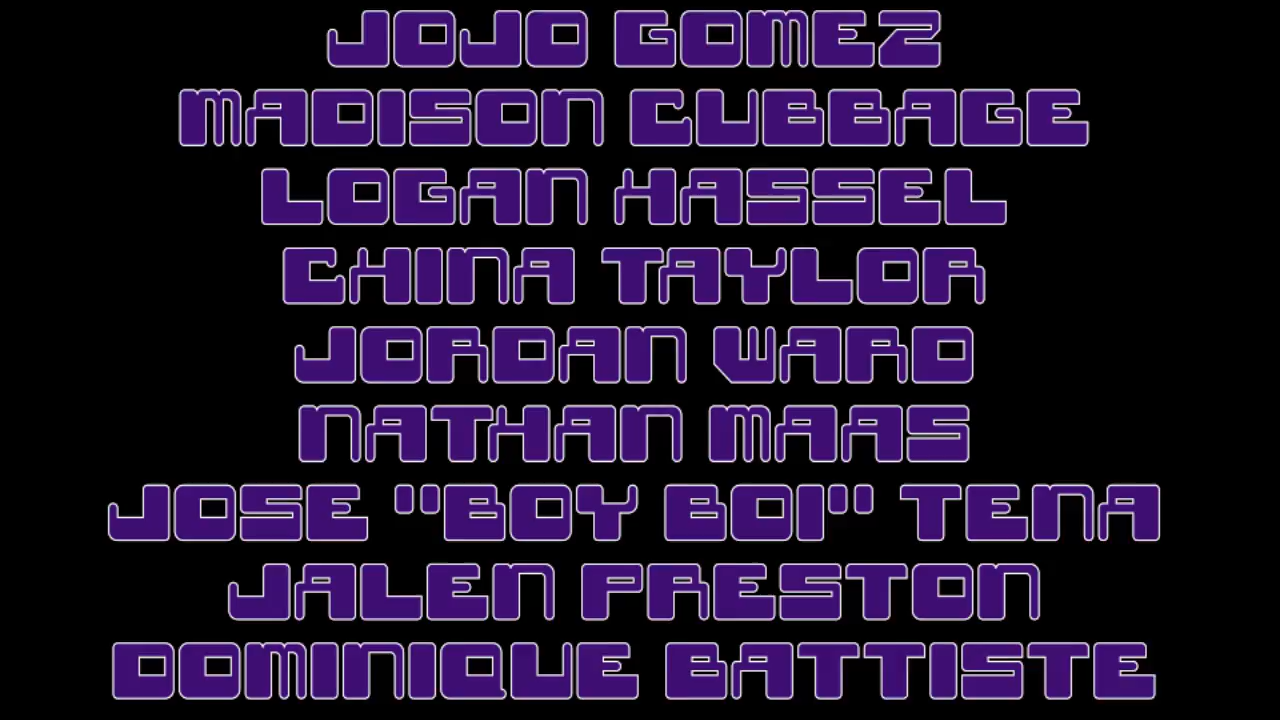 JOJO GOMEZ
MADISON CUBBAGE
LOGAN HASSEL
CHINA TAYLOR
JORDAN WARD
NATHAN MAAS
JOSE "BOY BOI" TENA
JALEN PRESTON
DOMINIQUE BATTISTE